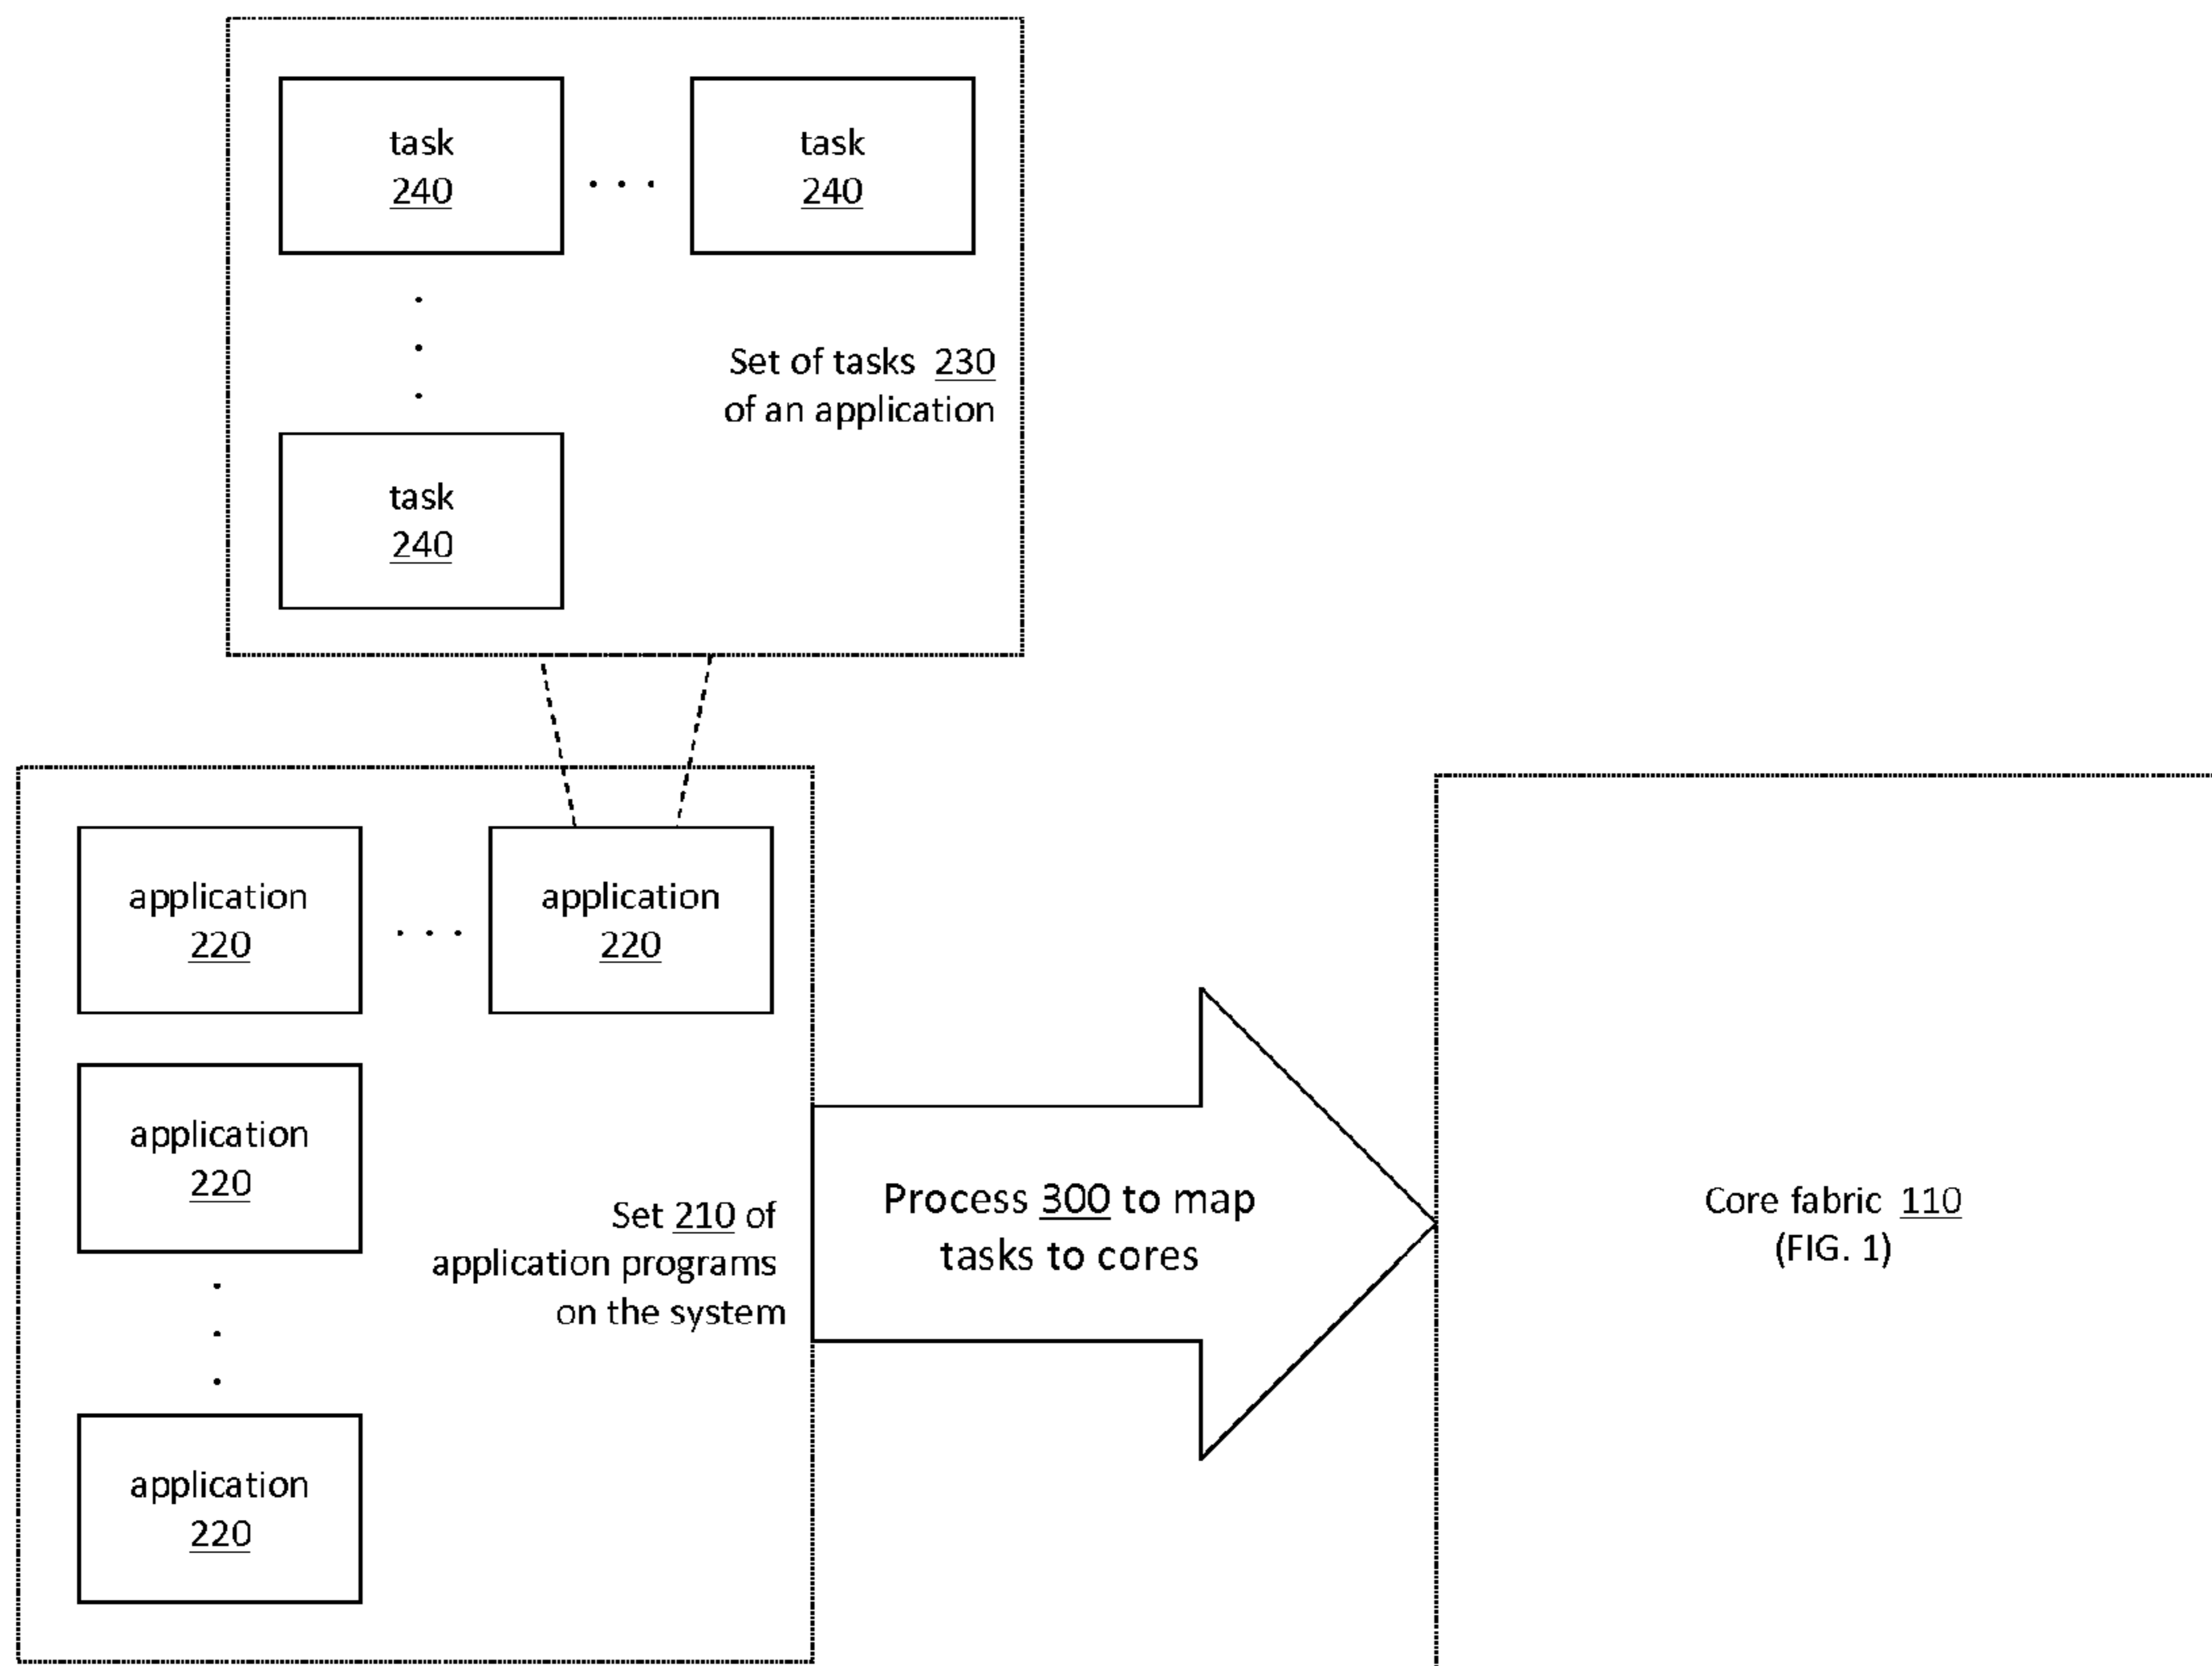 task
240
. . .
task
240
Set of tasks 230
of an application
task
240
application
220
. . .
application
220
application
220
Set 210 of
application programs
on the system
application
220
Process 300 to map
tasks to cores
Core fabric 110
(FIG. 1)